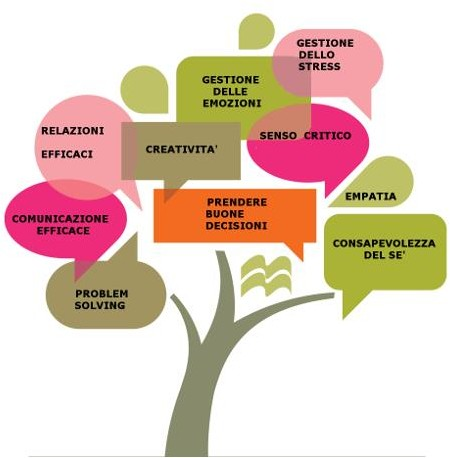 GESTIONE
DELLO
STRESS
GESTIONE
DELLE
EMOZIONI
RELAZIONI
EFFICACI
CREATIVITA'
SENSO CRITICO
EMPATIA
PRENDERE
BUONE
DECISIONI
COMUNICAZIONE
EFFICACE
CONSAPEVOLEZZA
DEL SE'
PROBLEM
SOLVING